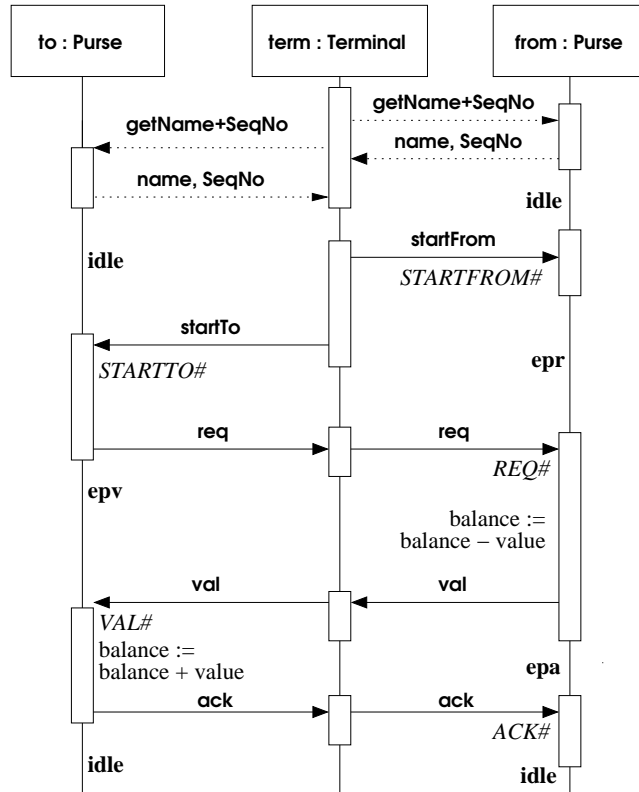 to : Purse
term : Terminal
from : Purse
getName+SeqNo
getName+SeqNo
name, SeqNo
name, SeqNo
idle
startFrom
idle
STARTFROM#
startTo
STARTTO#
epr
req
req
REQ#
epv
balance :=
balance − value
val
val
VAL#
balance :=
balance + value
epa
ack
ack
ACK#
idle
idle